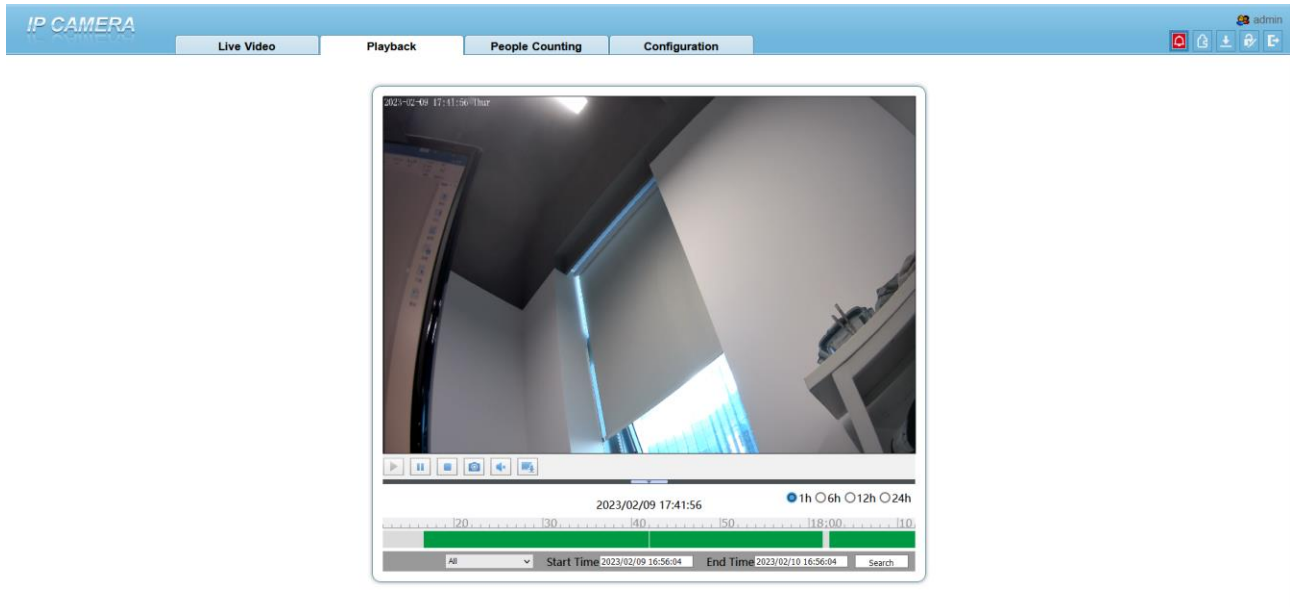 IP CAMERA
admin
Live Video
Playback
People Counting
Configuration
2023-02-09 17:41:56 Thur
2023/02/09 17:41:56
1h 6h 12h 24h
20 30 40 50 18:00 10
All Start Time 2023/02/09 16:56:04 End Time 2023/02/10 16:56:04 Search